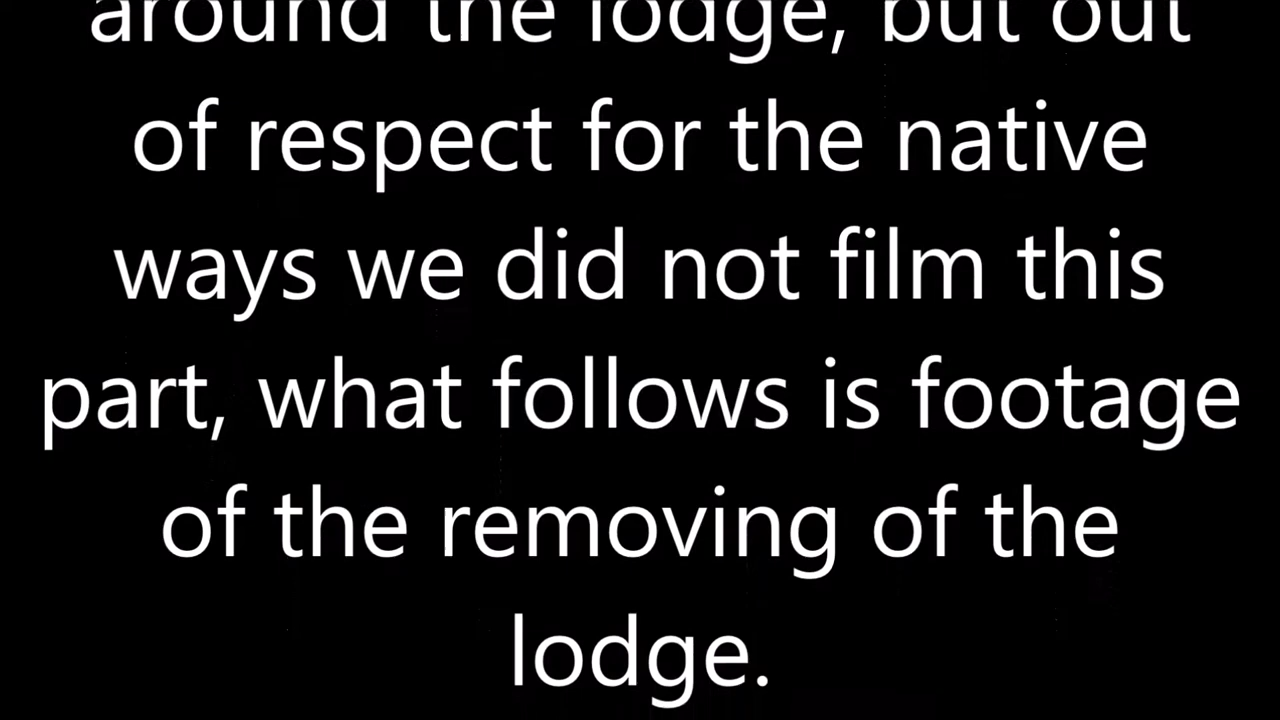 around the lodge, but out
of respect for the native
ways we did not film this
part, what follows is footage
of the removing of the
lodge.